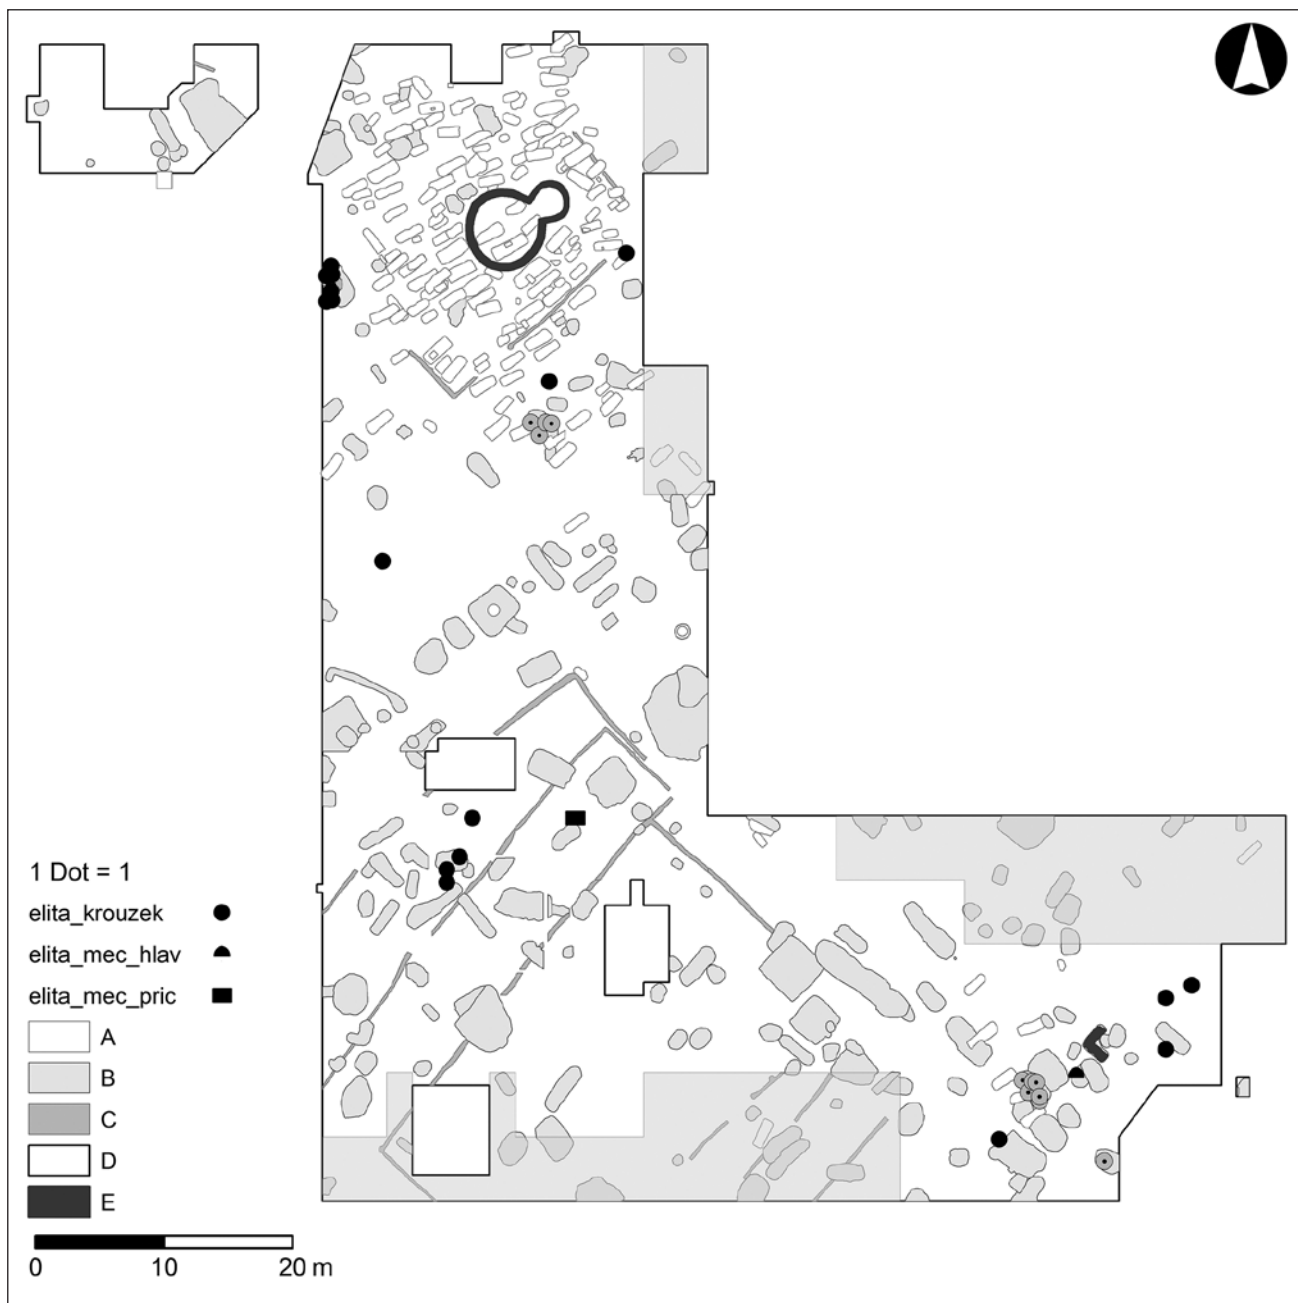 1 Dot = 1
elita_krouzek
elita_mec_hlav
elita_mec_pric
A
B
C
D
E
0 10 20 m